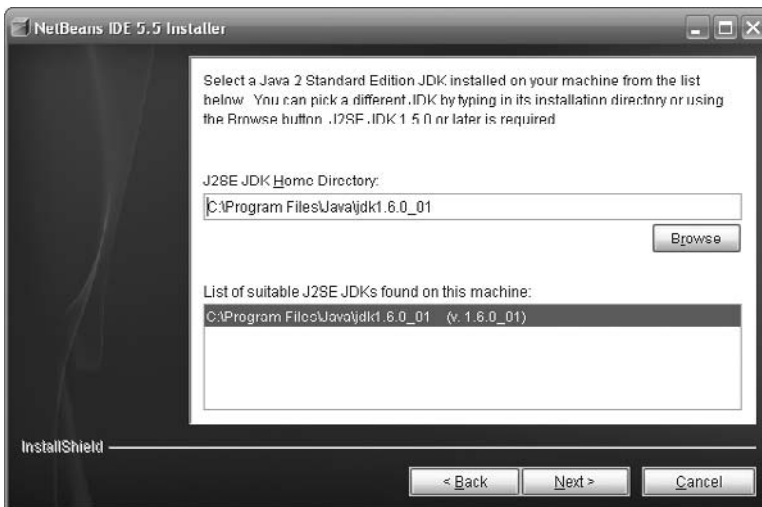 NetBeans IDE 5.5 Installer
Select a Java 2 Standard Edition JDK installed on your machine from the list
below. You can pick a different JDK by typing in its installation directory or using
the Browse button. J2SE JDK 1.5.0 or later is required
J2SE JDK Home Directory:
C:\Program Files\Java\jdk1.6.0_01
Browse
List of suitable J2SE JDKs found on this machine:
C:\Program Files\Java\jdk1.6.0_01 (v. 1.6.0_01)
InstallShield
< Back
Next >
Cancel